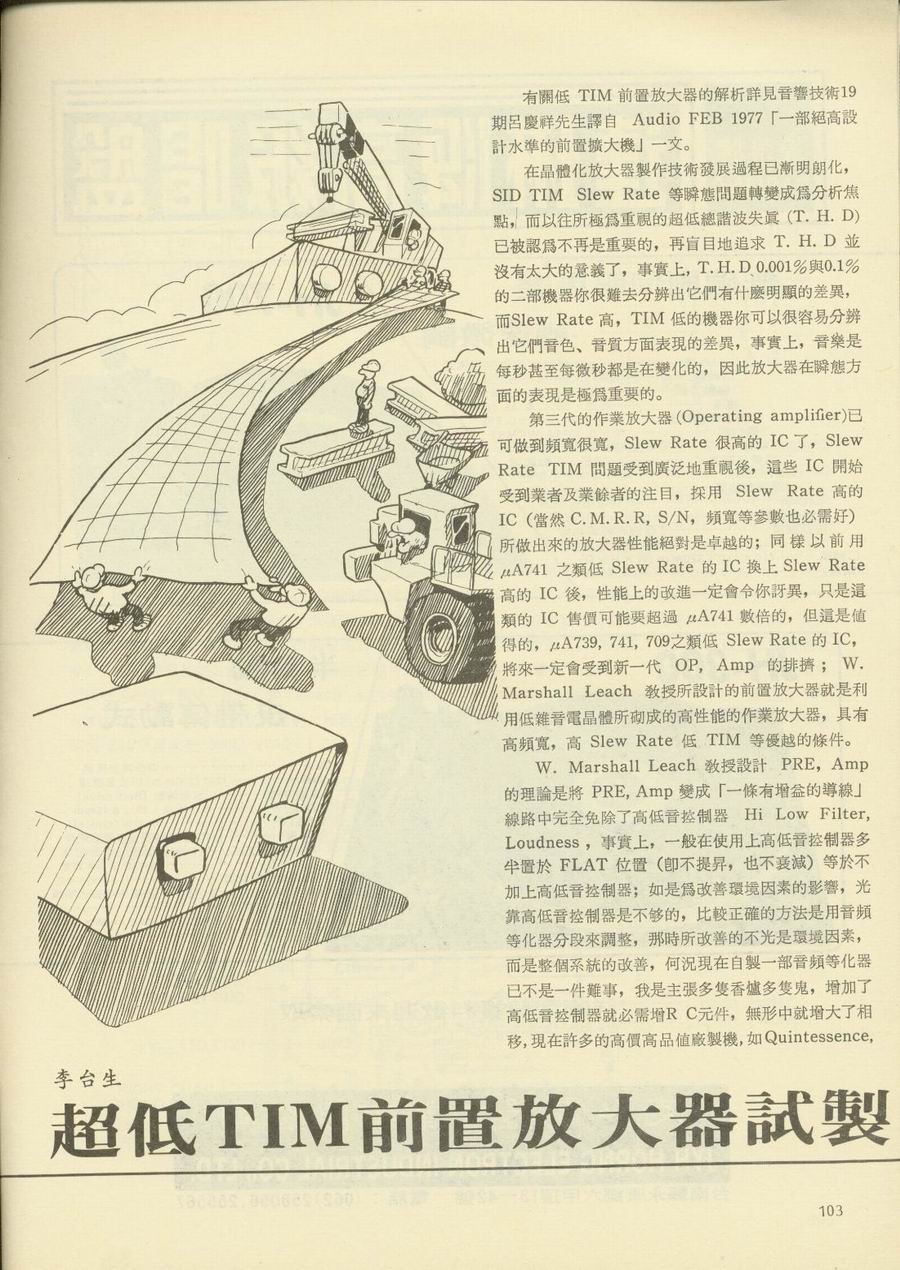 有關低 TIM 前置放大器的解析詳見音響技術19
期呂慶祥先生譯自 Audio FEB 1977「一部絕高設
計水準的前置擴大機」一文。
在晶體化放大器製作技術發展過程已漸明朗化，
SID TIM Slew Rate 等瞬態問題轉變成爲分析焦
點，而以往所極爲重視的超低總諧波失眞 (T. H. D)
已被認爲不再是重要的，再盲目地追求 T. H. D 並
沒有太大的意義了，事實上，T. H. D 0.001%與0.1%
的二部機器你很難去分辨出它們有什麼明顯的差異，
而Slew Rate 高，TIM 低的機器你可以很容易分辨
出它們音色、音質方面表現的差異，事實上，音樂是
每秒甚至每微秒都是在變化的，因此放大器在瞬態方
面的表現是極爲重要的。
第三代的作業放大器 (Operating amplifier)已
可做到頻寬很寬，Slew Rate 很高的 IC 了，Slew
Rate TIM 問題受到廣泛地重視後，這些 IC 開始
受到業者及業餘者的注目，採用 Slew Rate 高的
IC（當然 C. M. R. R, S/N，頻寬等參數也必需好）
所做出來的放大器性能絕對是卓越的；同樣以前用
μA741 之類低 Slew Rate 的 IC 換上 Slew Rate
高的 IC 後，性能上的改進一定會令你訝異，只是這
類的 IC 售價可能要超過 μA741 數倍的，但這是値
得的，μA739, 741, 709之類低 Slew Rate 的 IC，
將來一定會受到新一代 OP, Amp 的排擠；W.
Marshall Leach 教授所設計的前置放大器就是利
用低雜音電晶體所砌成的高性能的作業放大器，具有
高頻寬，高 Slew Rate 低 TIM 等優越的條件。
W. Marshall Leach 教授設計 PRE, Amp
的理論是將 PRE, Amp 變成「一條有增益的導線」
線路中完全免除了高低音控制器 Hi Low Filter,
Loudness，事實上，一般在使用上高低音控制器多
半置於 FLAT 位置（卽不提昇，也不衰減）等於不
加上高低音控制器；如是爲改善環境因素的影響，光
靠高低音控制器是不够的，比較正確的方法是用音頻
等化器分段來調整，那時所改善的不光是環境因素，
而是整個系統的改善，何況現在自製一部音頻等化器
已不是一件難事，我是主張多隻香爐多隻鬼，增加了
高低音控制器就必需增R C元件，無形中就增大了相
移，現在許多的高價高品値廠製機，如Quintessence,
李台生
超低TIM前置放大器試製
103